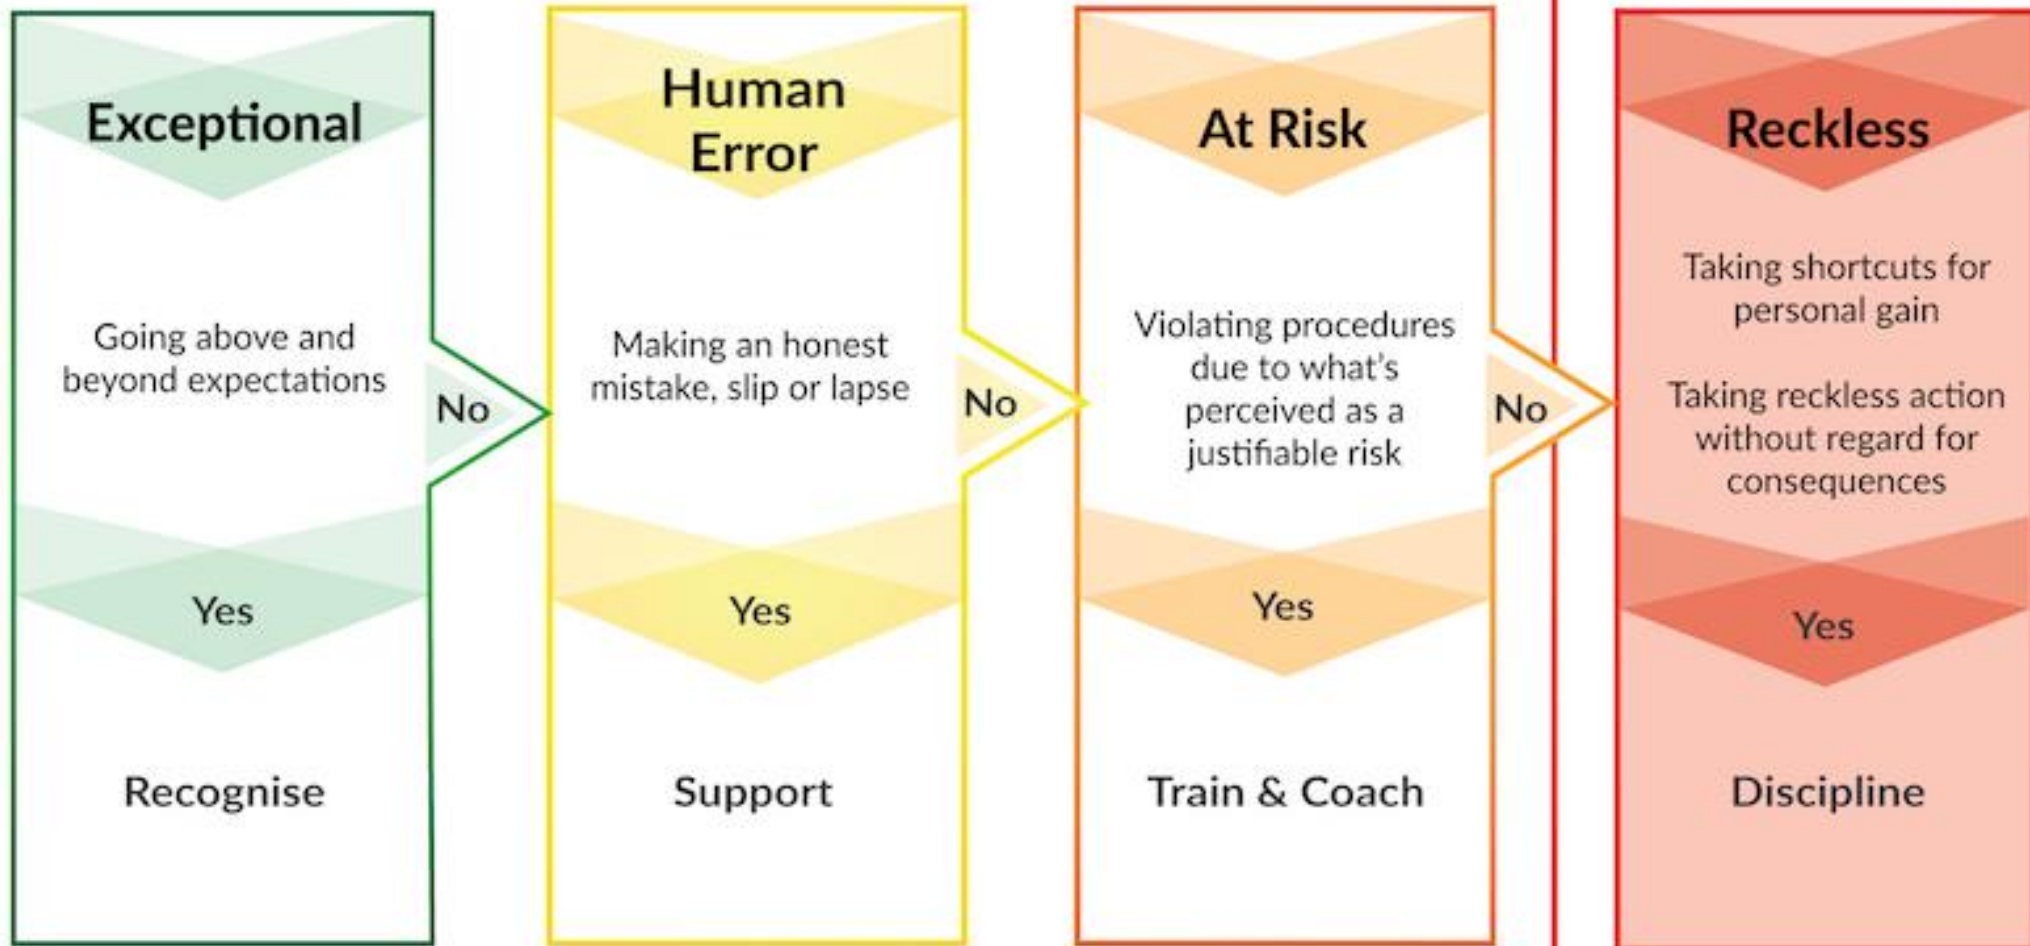 Exceptional
Going above and
beyond expectations
No
Yes
Recognise
Human
Error
Making an honest
mistake, slip or lapse
No
Yes
Support
At Risk
Violating procedures
due to what's
perceived as a
justifiable risk
No
Yes
Train & Coach
Reckless
Taking shortcuts for
personal gain
Taking reckless action
without regard for
consequences
Yes
Discipline